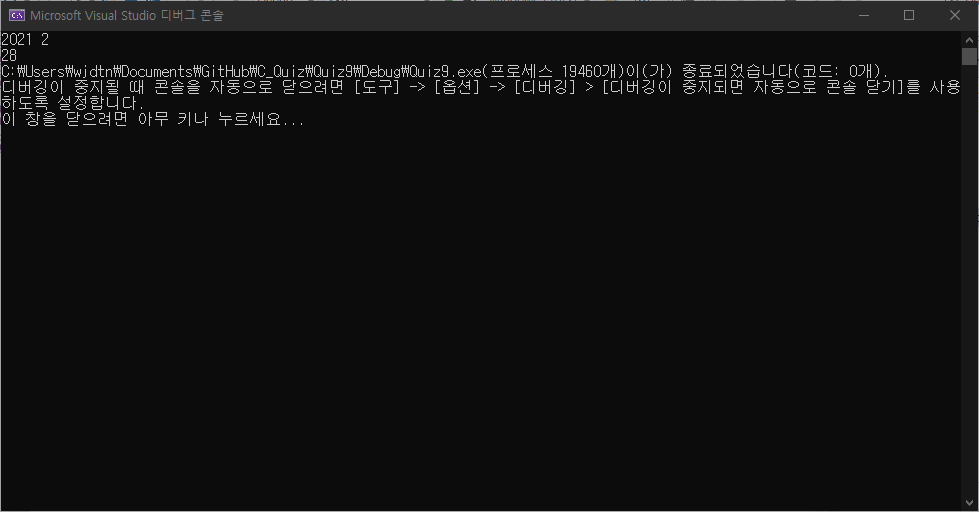 Microsoft Visual Studio 디버그 콘솔
2021 2
28
C:₩Users₩wjdtn₩Documents₩GitHub₩C_Quiz₩Quiz9₩Debug₩Quiz9.exe(프로세스 19460개)이(가) 종료되었습니다(코드: 0개).
디버깅이 중지될 때 콘솔을 자동으로 닫으려면 [도구] -> [옵션] -> [디버깅] > [디버깅이 중지되면 자동으로 콘솔 닫기]를 사용
하도록 설정합니다.
이 창을 닫으려면 아무 키나 누르세요...